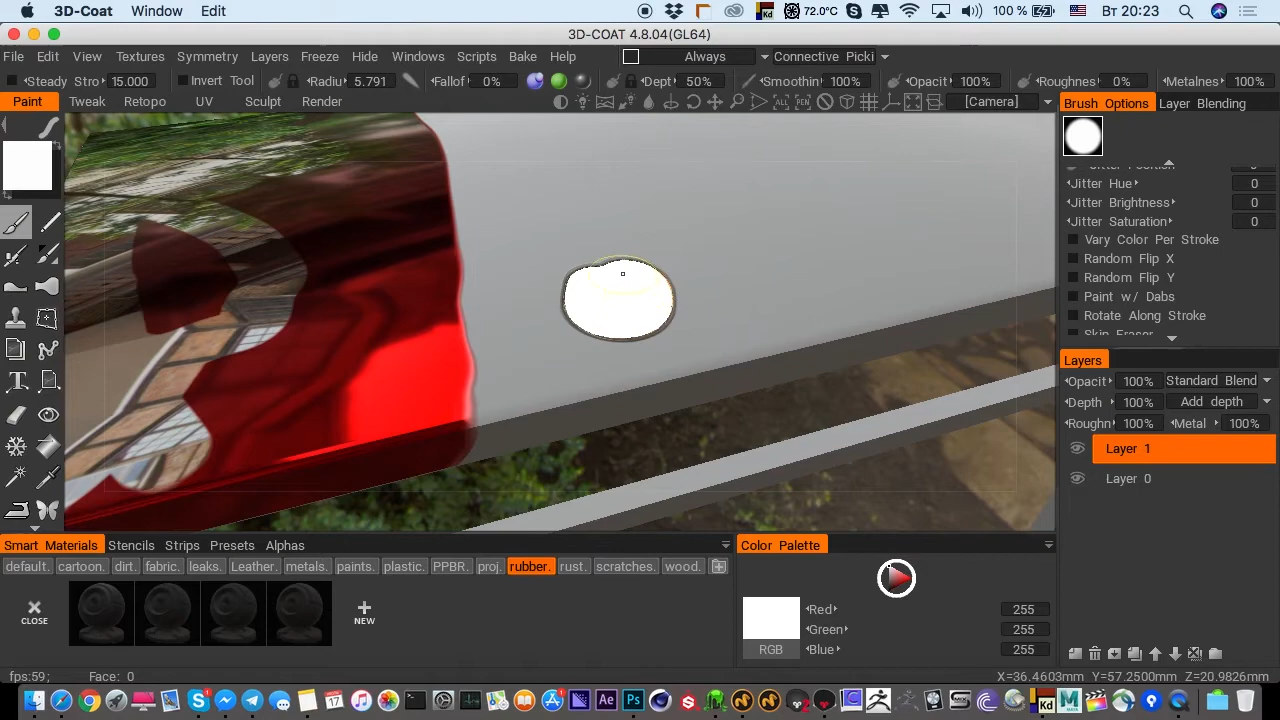 3D-Coat Window Edit 72.0°C 100 % Вт 20:23
3D-COAT 4.8.04(GL64)
File Edit View Textures Symmetry Layers Freeze Hide Windows Scripts Bake Help Always Connective Picki
Steady Stro 15.000 Invert Tool Radiu 5.791 Fallof 0% Dept 50% Smoothin 100% Opacit 100% Roughnes 0% Metalnes 100%
Paint Tweak Retopo UV Sculpt Render [Camera] Brush Options Layer Blending
Jitter Hue 0
Jitter Brightness 0
Jitter Saturation 0
Vary Color Per Stroke
Random Flip X
Random Flip Y
Paint w/ Dabs
Rotate Along Stroke
Skip Eraser
Layers
Opacit 100% Standard Blend
Depth 100% Add depth
Roughn 100% Metal 100%
Layer 1
Layer 0
Smart Materials Stencils Strips Presets Alphas Color Palette
default. cartoon. dirt. fabric. leaks. Leather. metals. paints. plastic. PPBR. proj. rubber. rust. scratches. wood.
CLOSE NEW
Red 255
Green 255
RGB Blue 255
fps:59; Face: 0 X=36.4603mm Y=57.2500mm Z=20.9826mm